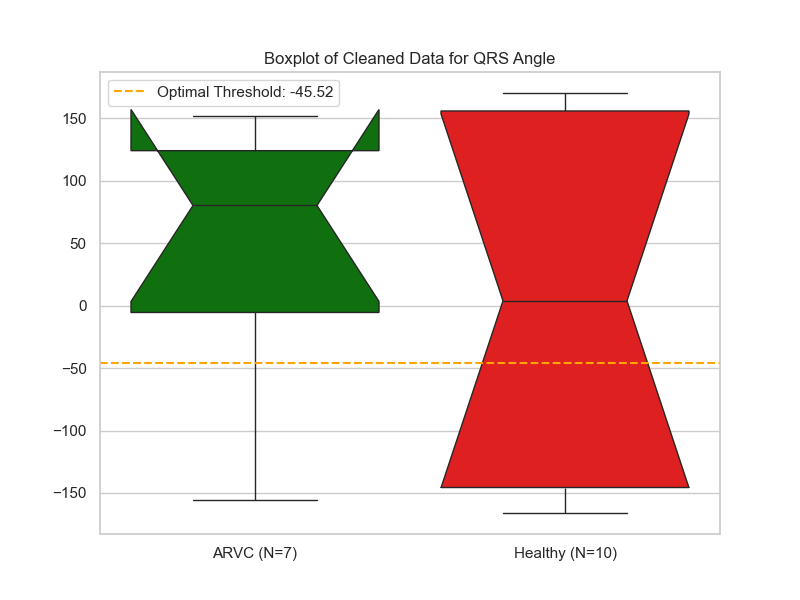 Boxplot of Cleaned Data for QRS Angle
Optimal Threshold: -45.52
150
100
50
0
−50
−100
−150
ARVC (N=7)
Healthy (N=10)